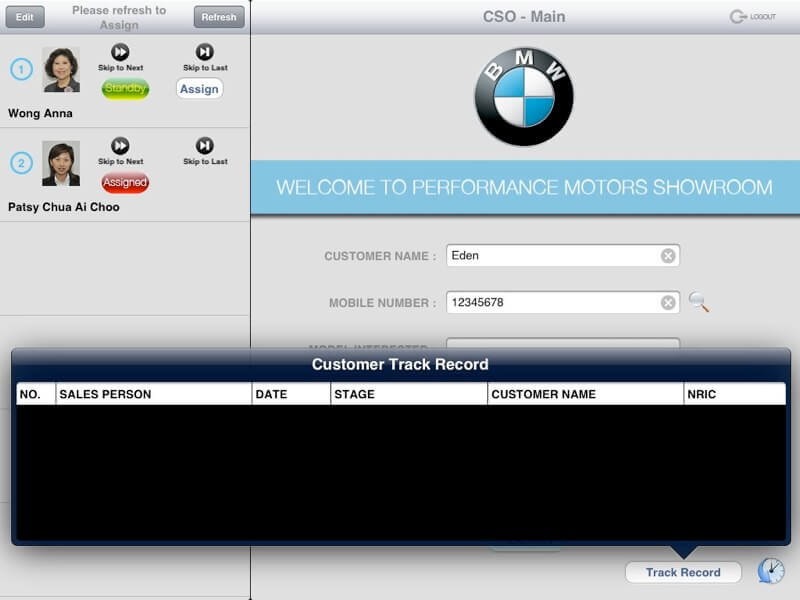 Edit
Please refresh to
Assign
Refresh
1
Skip to Next
Skip to Last
Standby
Assign
Wong Anna
2
Skip to Next
Skip to Last
Assigned
Patsy Chua Ai Choo
CSO - Main
LOGOUT
BMW
WELCOME TO PERFORMANCE MOTORS SHOWROOM
CUSTOMER NAME : Eden
MOBILE NUMBER : 12345678
MODEL INTERESTED
Customer Track Record
NO. SALES PERSON DATE STAGE CUSTOMER NAME NRIC
Track Record